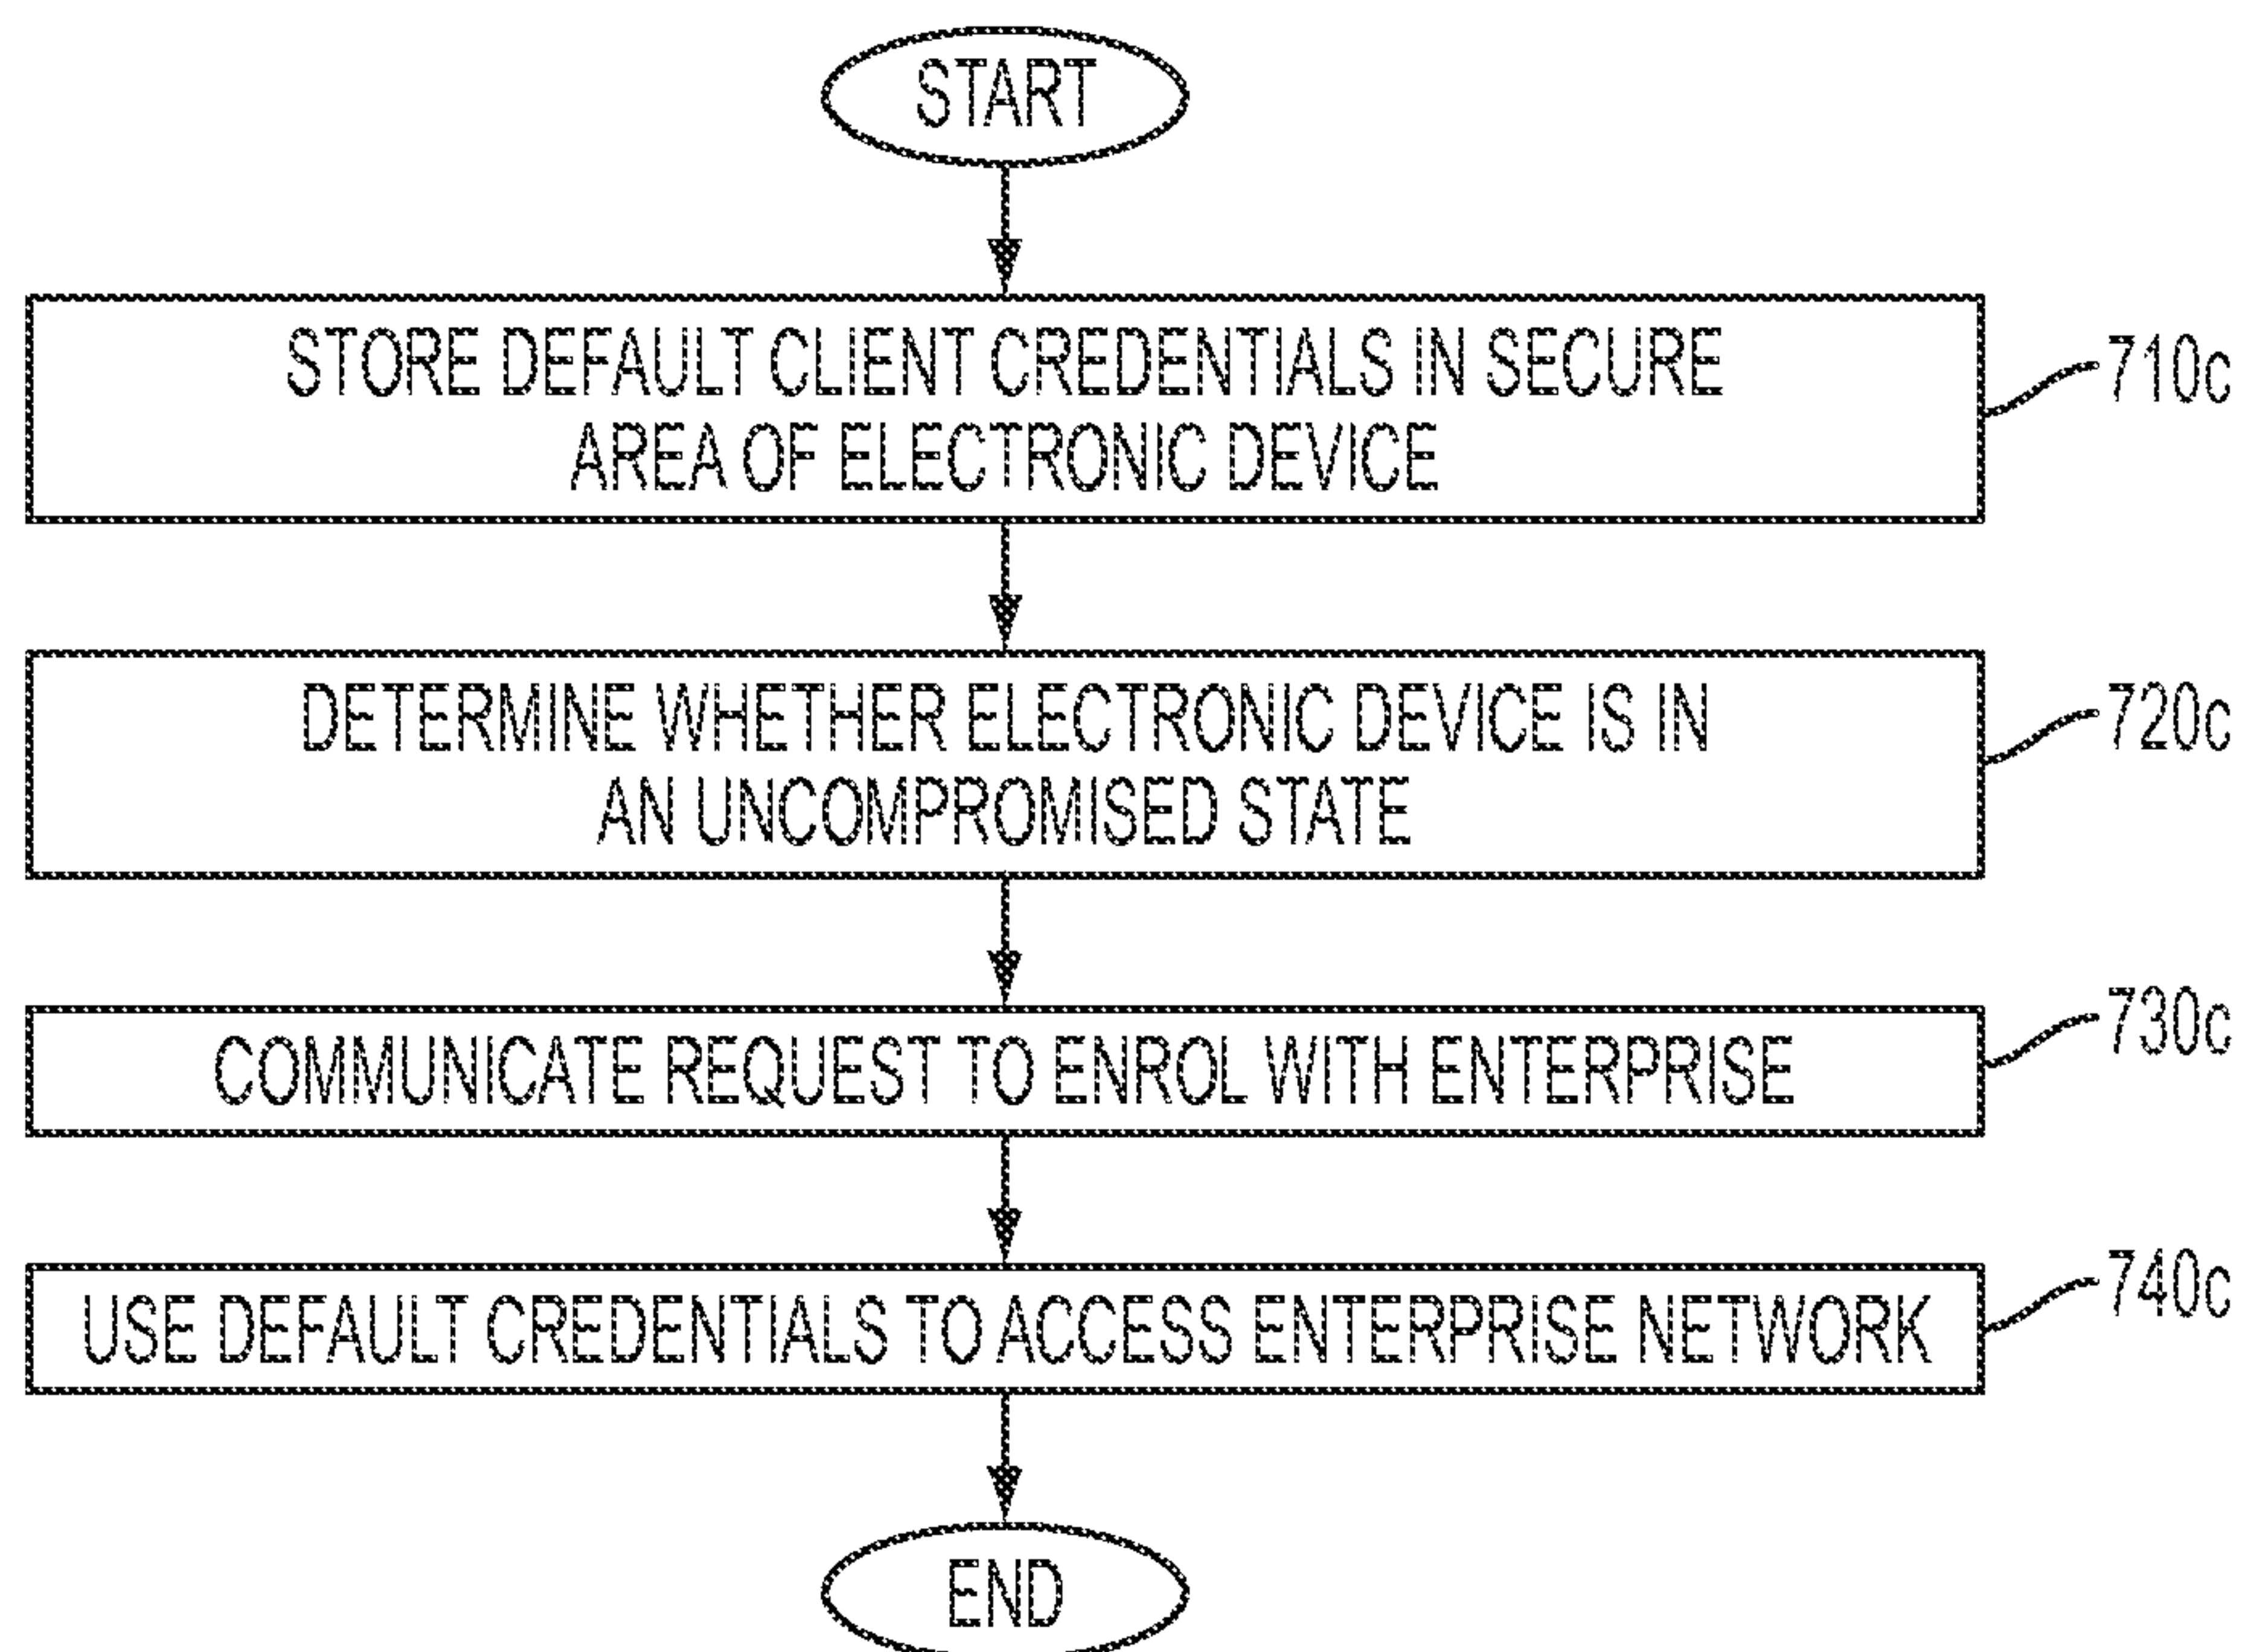 START
STORE DEFAULT CLIENT CREDENTIALS IN SECURE
AREA OF ELECTRONIC DEVICE
710c
DETERMINE WHETHER ELECTRONIC DEVICE IS IN
AN UNCOMPROMISED STATE
720c
COMMUNICATE REQUEST TO ENROL WITH ENTERPRISE
730c
USE DEFAULT CREDENTIALS TO ACCESS ENTERPRISE NETWORK
740c
END